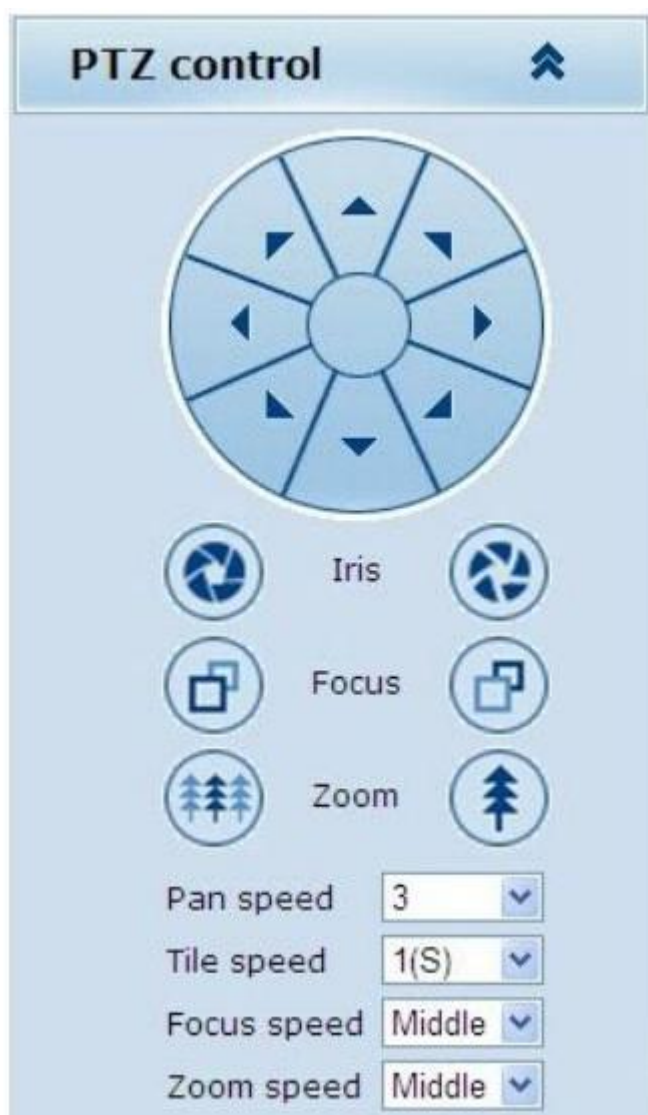 PTZ control
Iris
Focus
Zoom
Pan speed 3
Tile speed 1(S)
Focus speed Middle
Zoom speed Middle